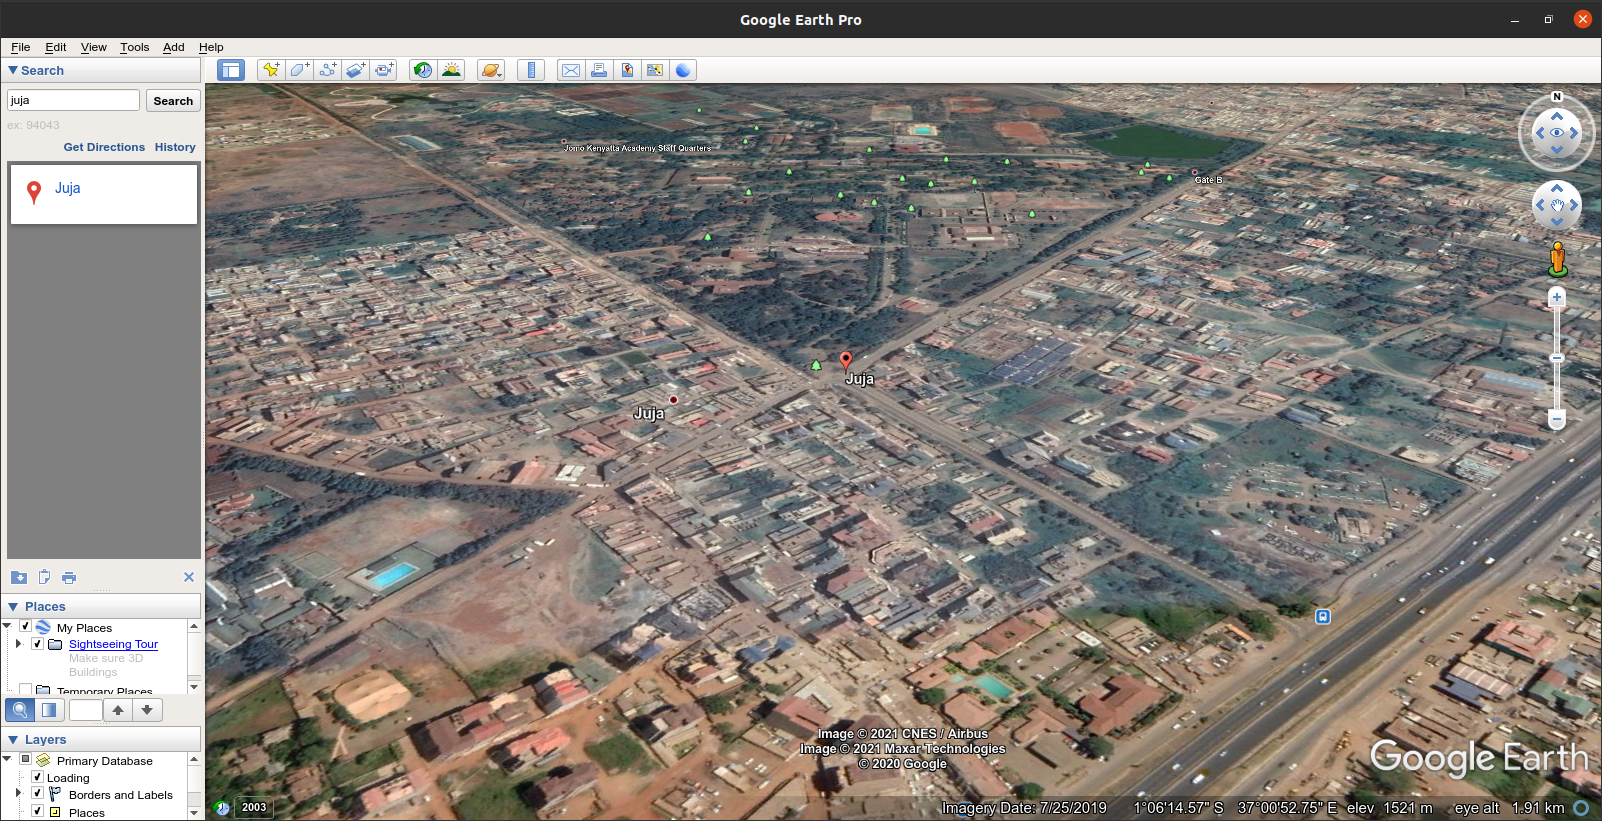 Google Earth Pro
File Edit View Tools Add Help
Search
juja
Search
ex: 94043
Get Directions History
Juja
Places
My Places
Sightseeing Tour
Make sure 3D
Buildings
Temporary Places
Layers
Primary Database
Loading
Borders and Labels
Places
N
Jomo Kenyatta Academy Staff Quarters
Gate B
Juja
Juja
Image © 2021 CNES / Airbus
Image © 2021 Maxar Technologies
© 2020 Google
Google Earth
2003
Imagery Date: 7/25/2019 1°06'14.57" S 37°00'52.75" E elev 1521 m eye alt 1.91 km